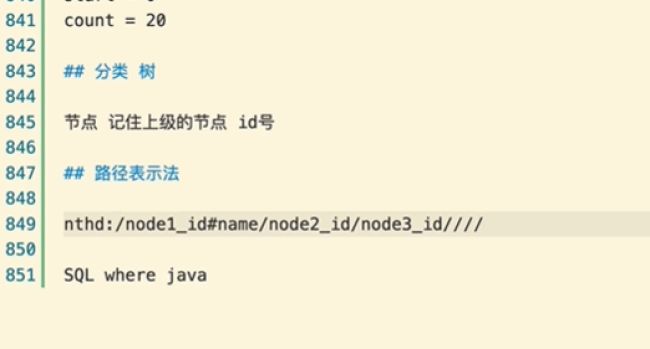 841 count = 20
842
843 ## 分类 树
844
845 节点 记住上级的节点 id号
846
847 ## 路径表示法
848
849 nthd:/node1_id#name/node2_id/node3_id////
850
851 SQL where java